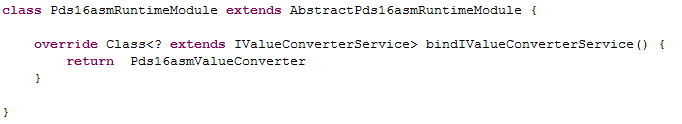 class Pds16asmRuntimeModule extends AbstractPds16asmRuntimeModule {
override Class<? extends IValueConverterService> bindIValueConverterService() {
return Pds16asmValueConverter
}
}